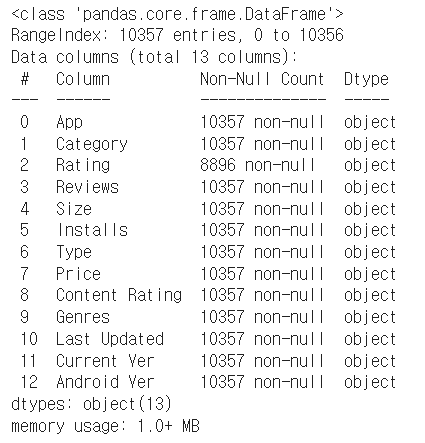 <class 'pandas.core.frame.DataFrame'>
RangeIndex: 10357 entries, 0 to 10356
Data columns (total 13 columns):
 #   Column          Non-Null Count  Dtype
---  ------          --------------  -----
 0   App             10357 non-null  object
 1   Category        10357 non-null  object
 2   Rating          8896 non-null   object
 3   Reviews         10357 non-null  object
 4   Size            10357 non-null  object
 5   Installs        10357 non-null  object
 6   Type            10357 non-null  object
 7   Price           10357 non-null  object
 8   Content Rating  10357 non-null  object
 9   Genres          10357 non-null  object
 10  Last Updated    10357 non-null  object
 11  Current Ver     10357 non-null  object
 12  Android Ver     10357 non-null  object
dtypes: object(13)
memory usage: 1.0+ MB